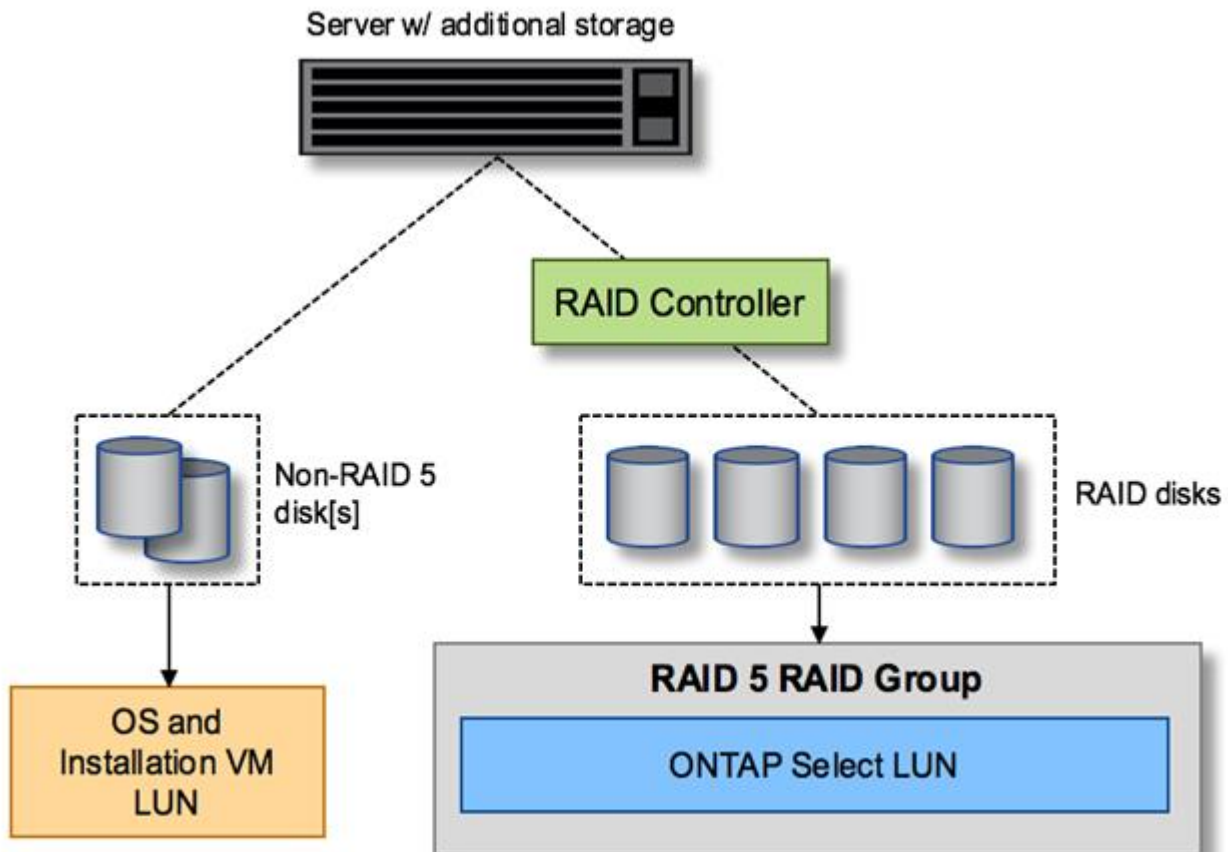 Server w/ additional storage
RAID Controller
Non-RAID 5
disk[s]
RAID disks
OS and
Installation VM
LUN
RAID 5 RAID Group
ONTAP Select LUN